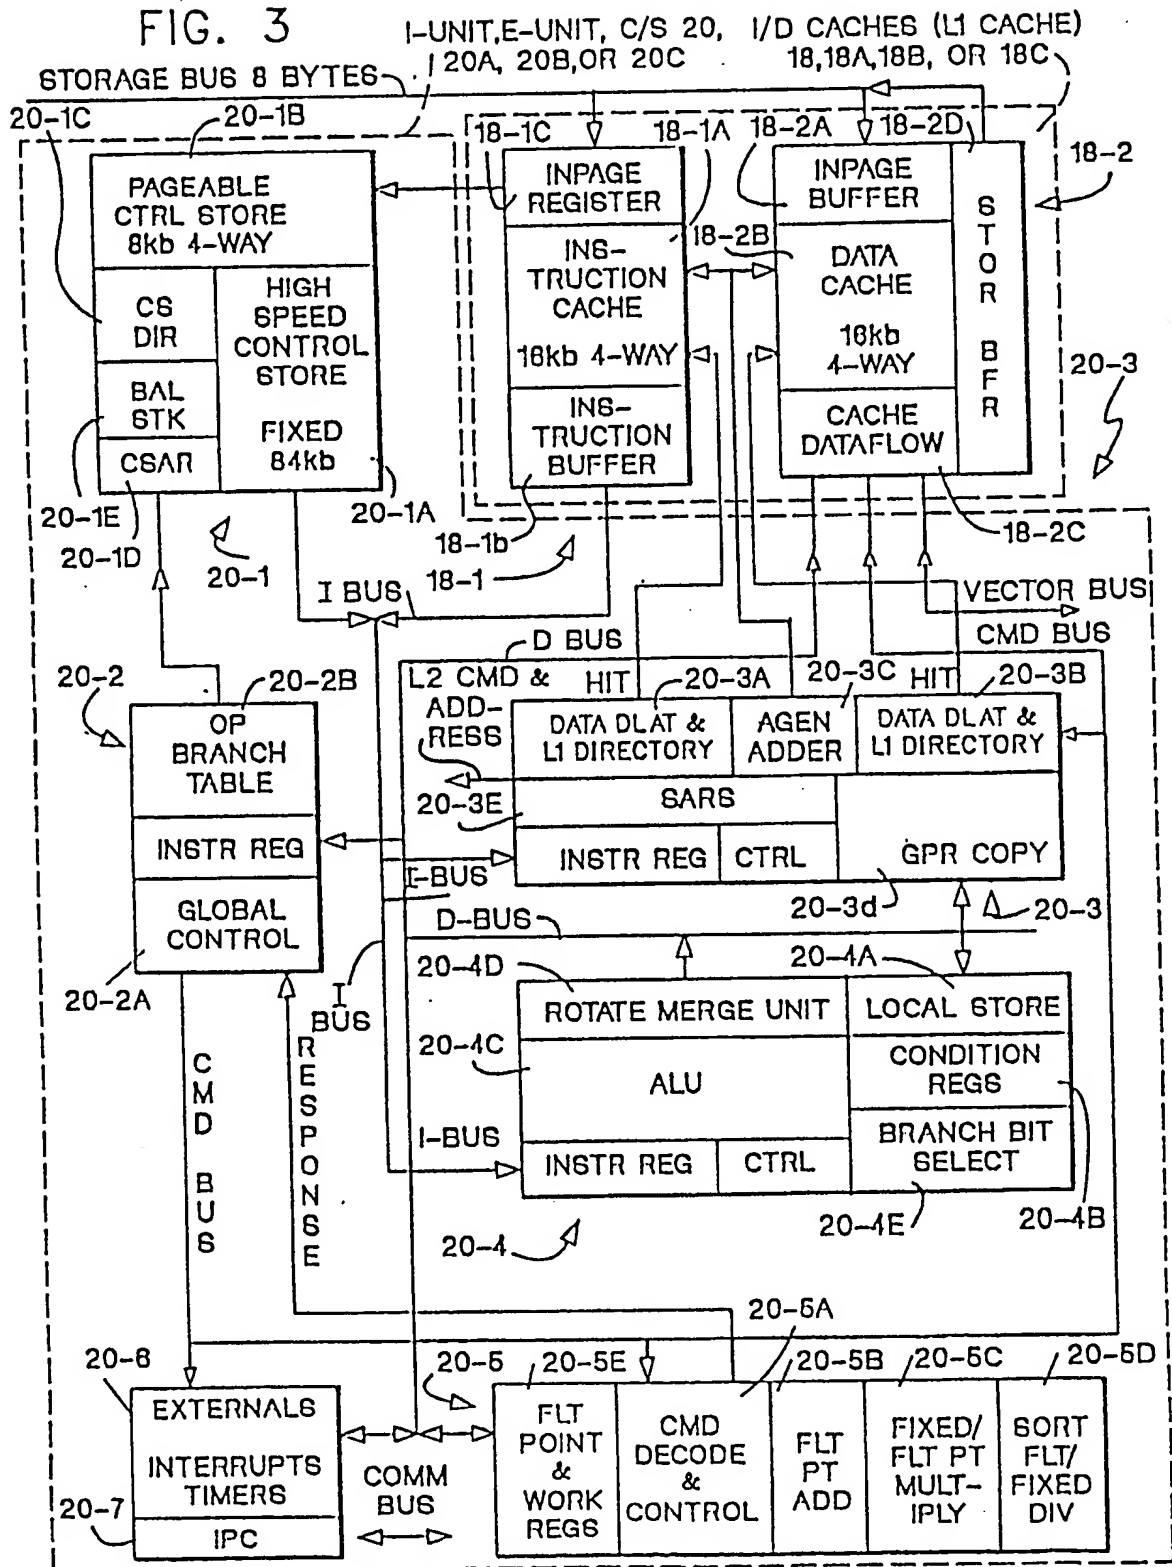 FIG. 3
I-UNIT,E-UNIT, C/S 20,
20A, 20B,OR 20C
I/D CACHES (L1 CACHE)
18,18A,18B, OR 18C
STORAGE BUS 8 BYTES
20-1C
20-1B
18-1C
18-1A
18-2A
18-2D
18-2
PAGEABLE
CTRL STORE
8kb 4-WAY
CS
DIR
BAL
STK
CSAR
HIGH
SPEED
CONTROL
STORE
FIXED
84kb
INPAGE
REGISTER
INS-
TRUCTION
CACHE
16kb 4-WAY
INS-
TRUCTION
BUFFER
18-2B
INPAGE
BUFFER
DATA
CACHE
16kb
4-WAY
CACHE
DATAFLOW
STOR BFR
20-3
20-1E
20-1D
20-1
20-1A
18-1b
18-1
18-2C
I BUS
VECTOR BUS
D BUS
CMD BUS
20-2
20-2B
L2 CMD &
ADD-
RESS
HIT
20-3A
20-3C
HIT
20-3B
OP
BRANCH
TABLE
INSTR REG
GLOBAL
CONTROL
20-2A
DATA DLAT &
L1 DIRECTORY
AGEN
ADDER
DATA DLAT &
L1 DIRECTORY
20-3E
SARS
INSTR REG
CTRL
GPR COPY
I-BUS
20-3d
20-3
D-BUS
20-4D
20-4A
I
BUS
CMD BUS
RESPONSE
ROTATE MERGE UNIT
LOCAL STORE
20-4C
ALU
CONDITION
REGS
BRANCH BIT
SELECT
I-BUS
INSTR REG
CTRL
20-4
20-4E
20-4B
20-5A
20-6
20-5
20-5E
20-5B
20-5C
20-5D
EXTERNALS
INTERRUPTS
TIMERS
20-7
IPC
COMM
BUS
FLT
POINT
&
WORK
REGS
CMD
DECODE
&
CONTROL
FLT
PT
ADD
FIXED/
FLT PT
MULT-
IPLY
SQRT
FLT/
FIXED
DIV